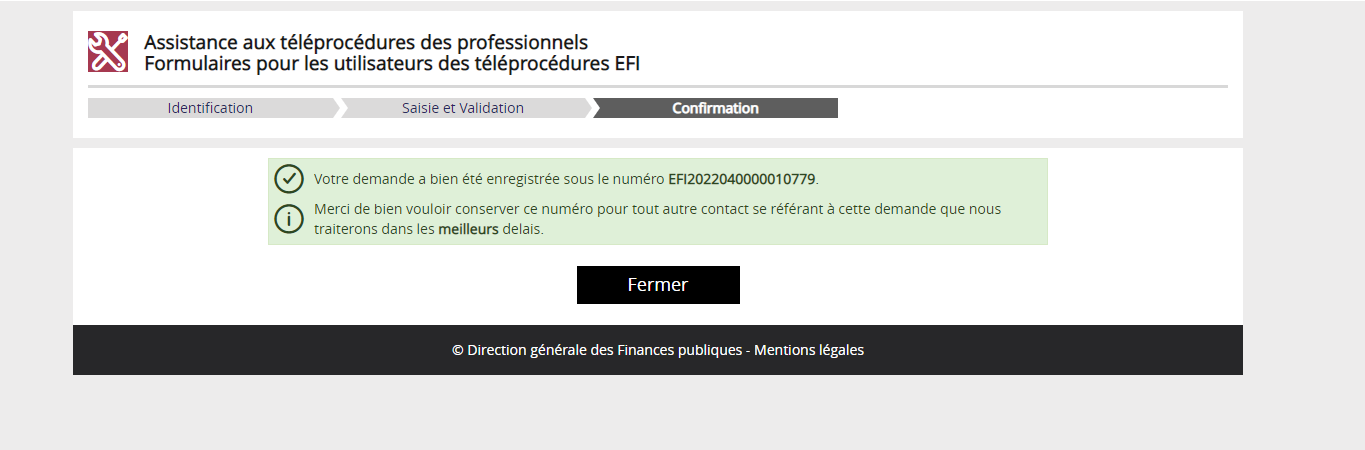 Assistance aux téléprocédures des professionnels
Formulaires pour les utilisateurs des téléprocédures EFI
Identification
Saisie et Validation
Confirmation
Votre demande a bien été enregistrée sous le numéro EFI2022040000010779.
Merci de bien vouloir conserver ce numéro pour tout autre contact se référant à cette demande que nous
traiterons dans les meilleurs delais.
Fermer
© Direction générale des Finances publiques - Mentions légales